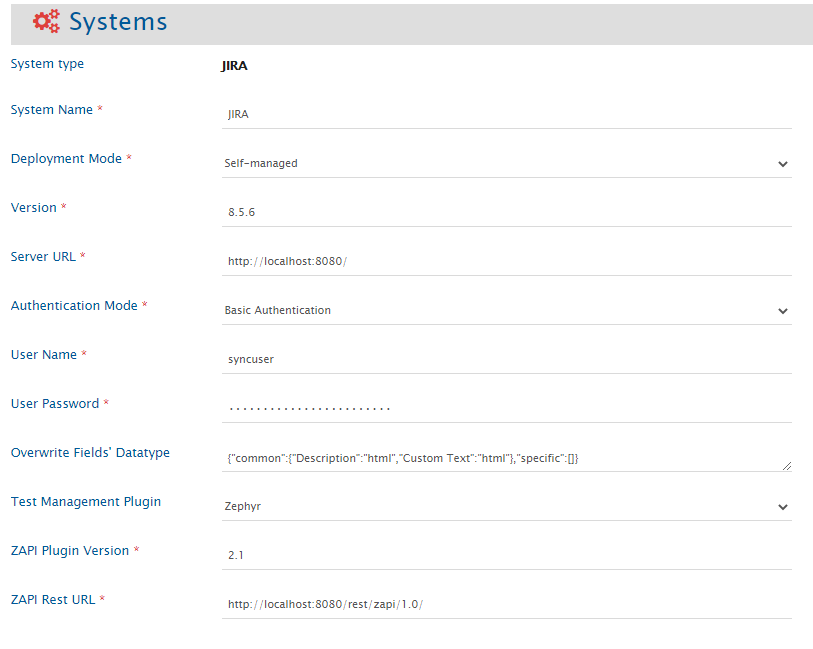 Systems
System type JIRA
System Name * JIRA
Deployment Mode * Self-managed
Version * 8.5.6
Server URL * http://localhost:8080/
Authentication Mode * Basic Authentication
User Name * syncuser
User Password * ........................
Overwrite Fields' Datatype {"common":{"Description":"html","Custom Text":"html"},"specific":[]}
Test Management Plugin Zephyr
ZAPI Plugin Version * 2.1
ZAPI Rest URL * http://localhost:8080/rest/zapi/1.0/